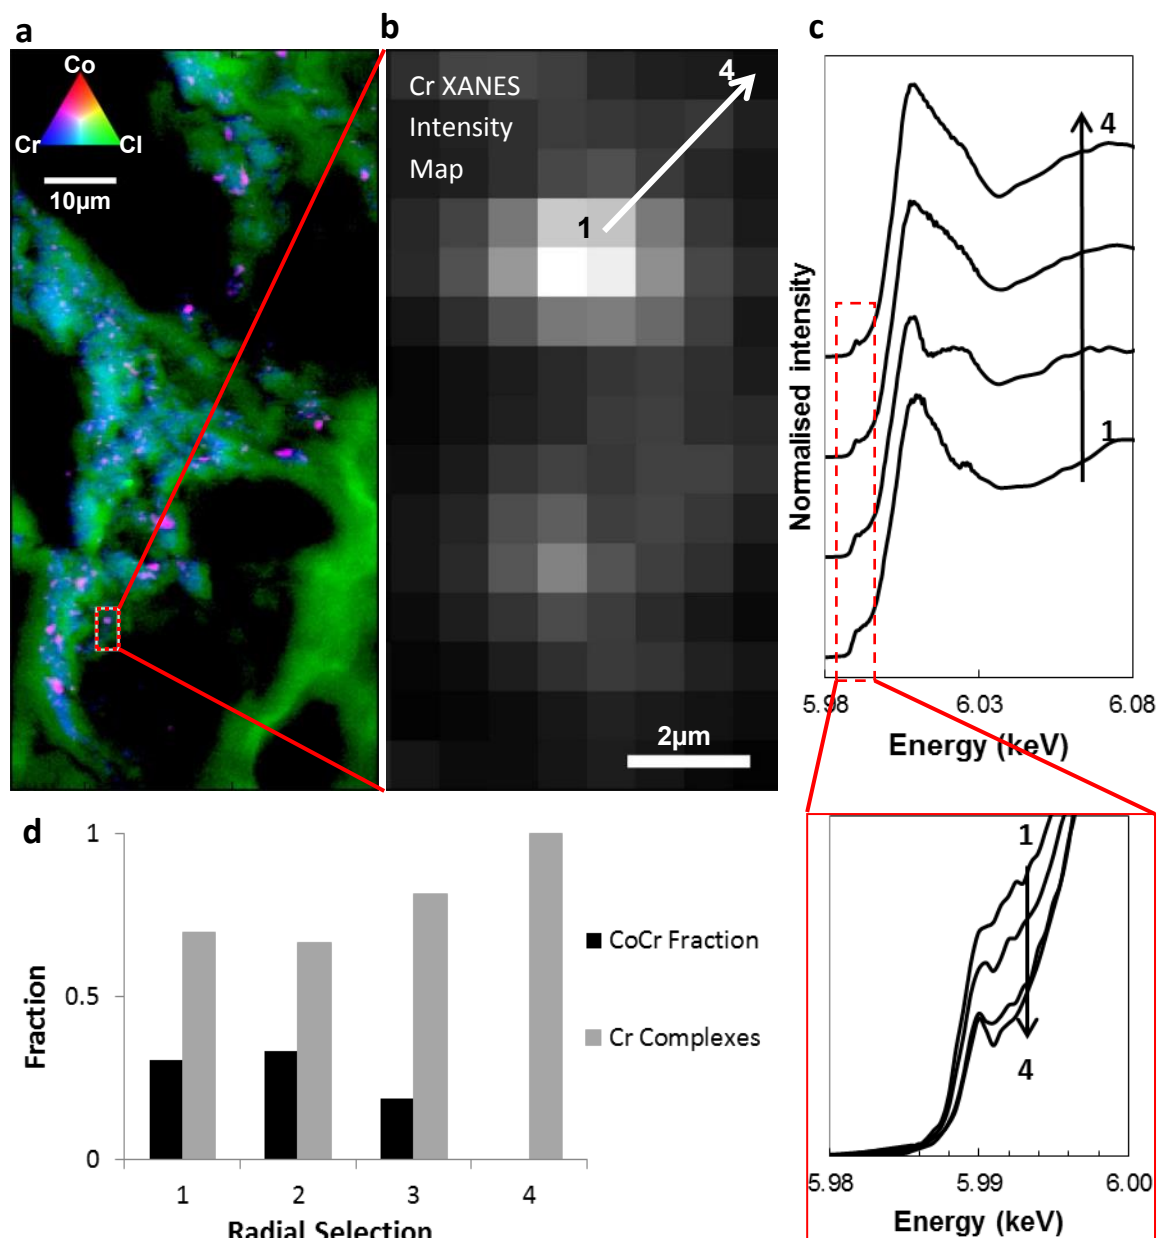 a
Co
Cr
Cl
10µm
b
Cr XANES
Intensity
Map
4
1
2µm
c
4
1
Normalised intensity
5.98
6.03
6.08
Energy (keV)
1
4
5.98
5.99
6.00
Energy (keV)
d
1
0.5
0
Fraction
1
2
3
4
Radial Selection
CoCr Fraction
Cr Complexes